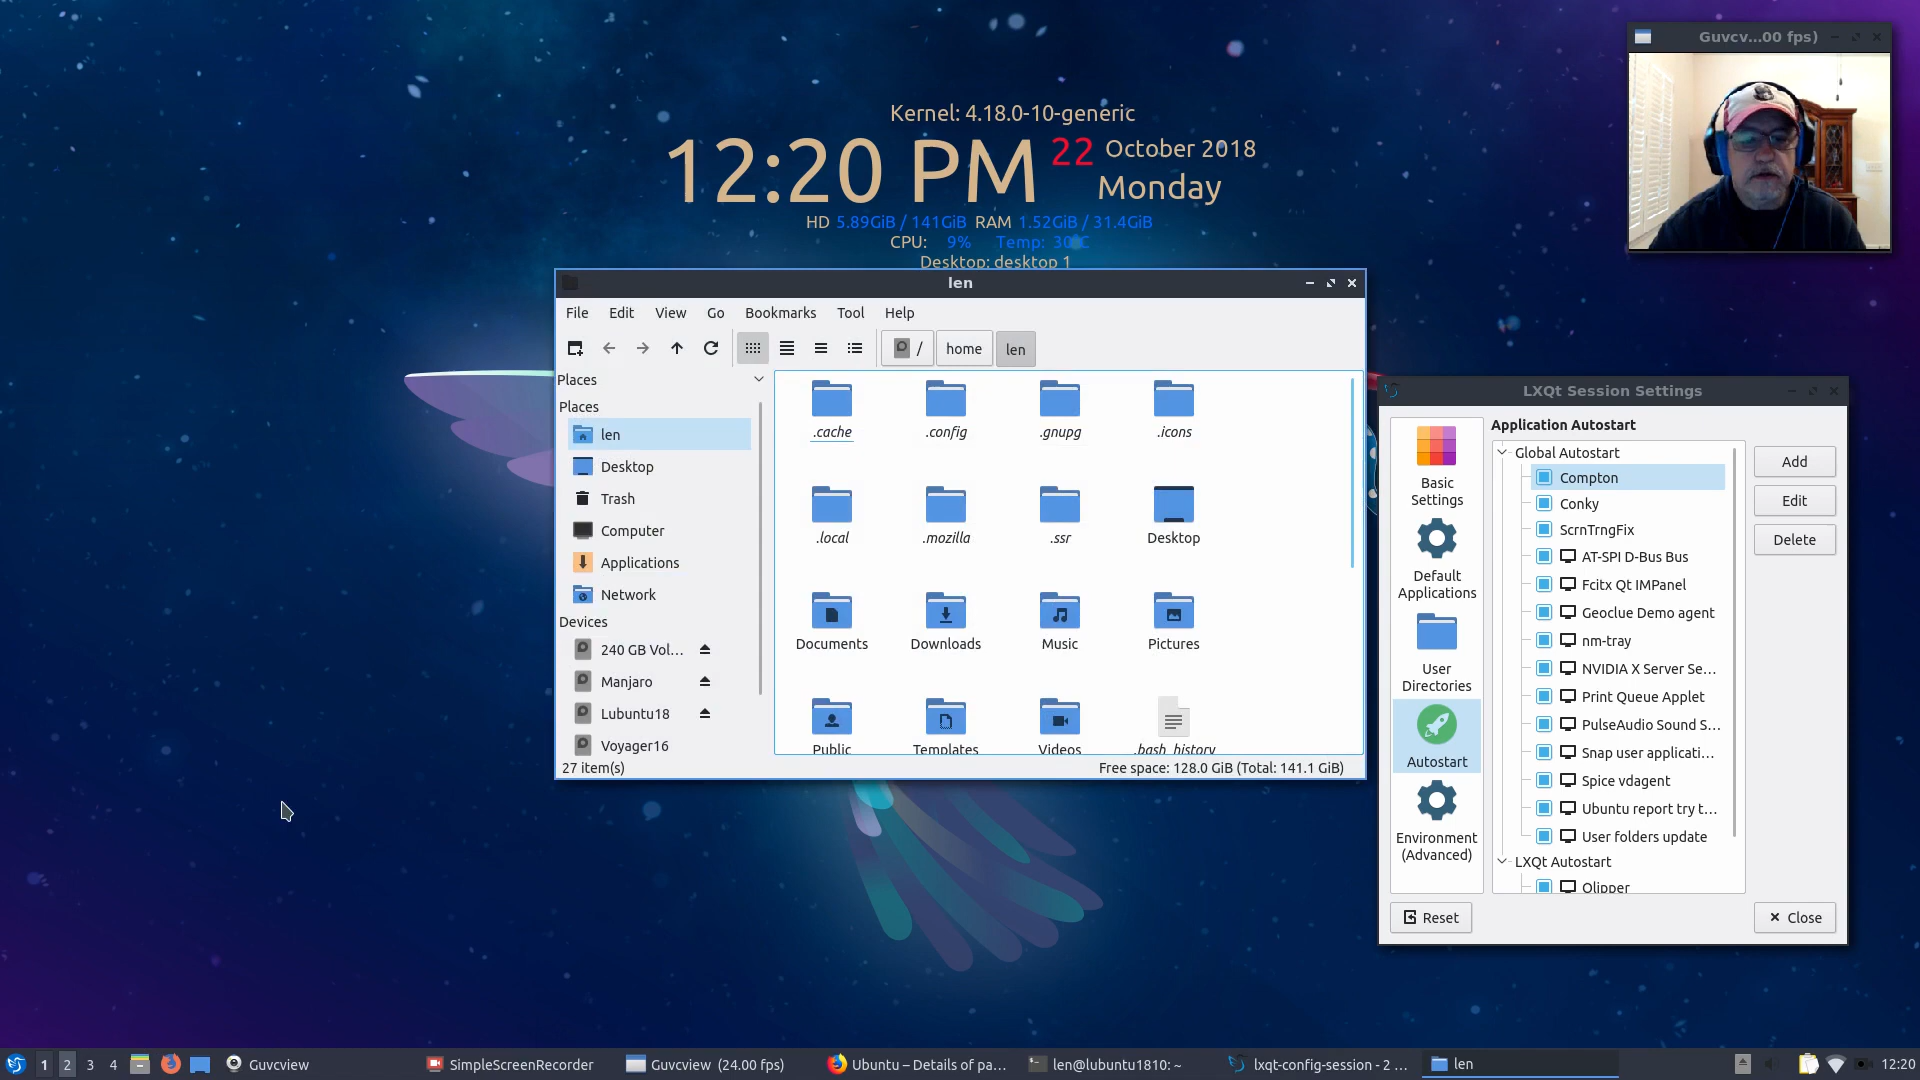 Guvcv...00 fps)
Kernel: 4.18.0-10-generic
12:20 PM 22 October 2018
Monday
HD 5.89GiB / 141GiB RAM 1.52GiB / 31.4GiB
CPU: 9% Temp: 30°C
Desktop: desktop 1
len
File Edit View Go Bookmarks Tool Help
/ home len
Places
Places
len
Desktop
Trash
Computer
Applications
Network
Devices
240 GB Vol...
Manjaro
Lubuntu18
Voyager16
.cache .config .gnupg .icons
.local .mozilla .ssr Desktop
Documents Downloads Music Pictures
Public Templates Videos .bash_history
27 item(s) Free space: 128.0 GiB (Total: 141.1 GiB)
LXQt Session Settings
Basic
Settings
Default
Applications
User
Directories
Autostart
Environment
(Advanced)
Application Autostart
Global Autostart
Compton
Conky
ScrnTrngFix
AT-SPI D-Bus Bus
Fcitx Qt IMPanel
Geoclue Demo agent
nm-tray
NVIDIA X Server Se...
Print Queue Applet
PulseAudio Sound S...
Snap user applicati...
Spice vdagent
Ubuntu report try t...
User folders update
LXQt Autostart
Qlipper
Add
Edit
Delete
Reset Close
1 2 3 4 Guvcview SimpleScreenRecorder Guvcview (24.00 fps) Ubuntu – Details of pa... len@lubuntu1810: ~ lxqt-config-session - 2 ... len 12:20